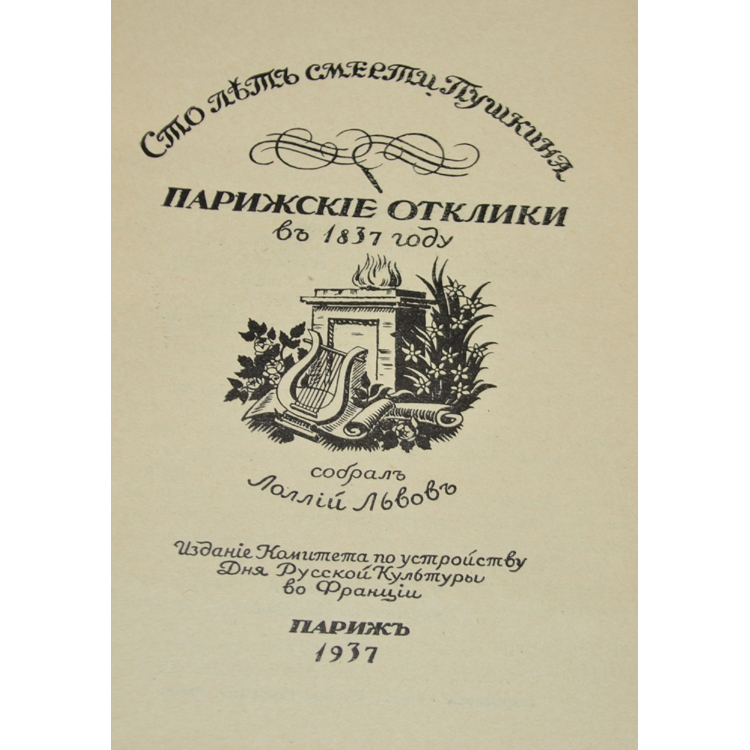 Сто лѣтъ смерти Пушкина
ПАРИЖСКІЕ ОТКЛИКИ
въ 1837 году
собралъ
Лоллій Львовъ
Изданіе Комитета по устройству
Дня Русской Культуры
во Франціи
ПАРИЖЪ
1937